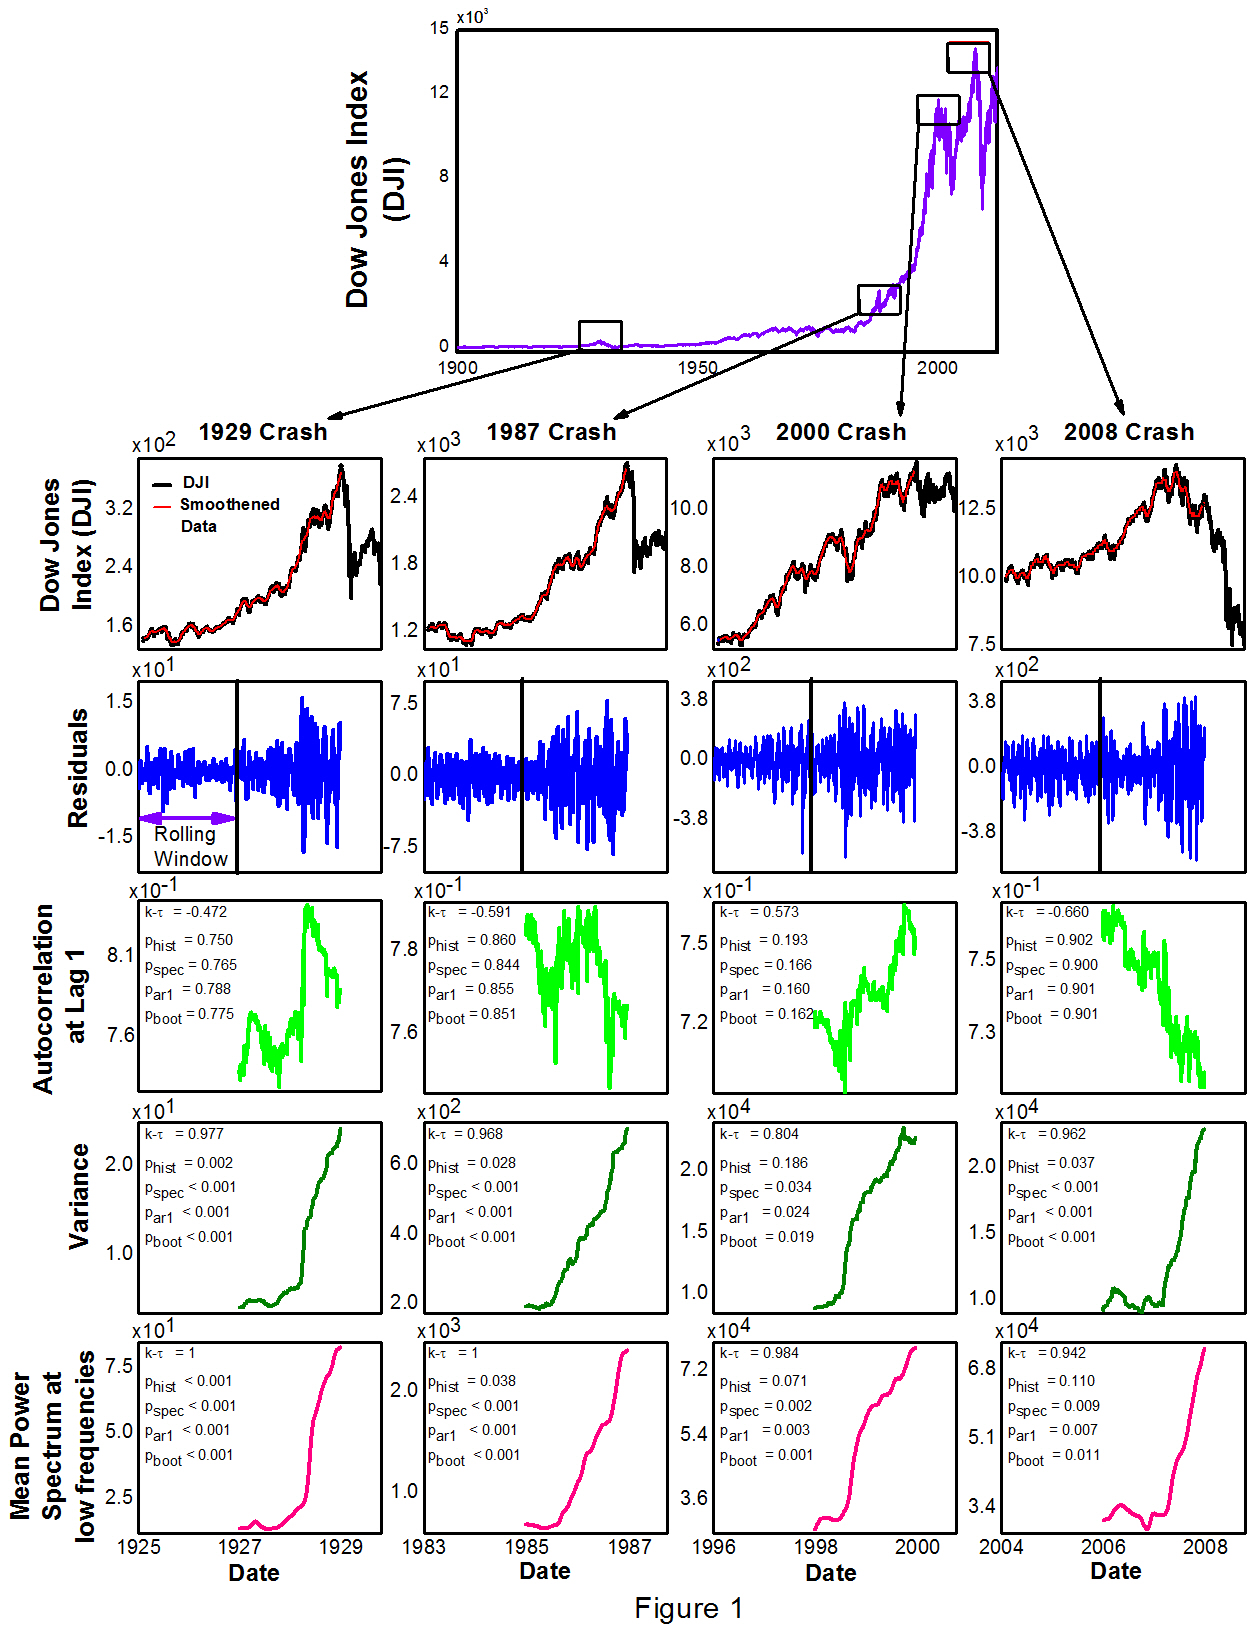 x10³
15
12
8
4
0
Dow Jones Index
(DJI)
1900
1950
2000
1929 Crash
1987 Crash
2000 Crash
2008 Crash
Dow Jones
Index (DJI)
x10²
3.2
2.4
1.6
DJI
Smoothened
Data
x10³
2.4
1.8
1.2
x10³
10.0
8.0
6.0
x10³
12.5
10.0
7.5
Residuals
x10¹
1.5
0.0
-1.5
Rolling
Window
x10¹
7.5
0.0
-7.5
x10²
3.8
0.0
-3.8
x10²
3.8
0.0
-3.8
Autocorrelation
at Lag 1
x10⁻¹
8.1
7.6
k-τ = -0.472
p_hist = 0.750
p_spec = 0.765
p_ar1 = 0.788
p_boot = 0.775
x10⁻¹
7.8
7.6
k-τ = -0.591
p_hist = 0.860
p_spec = 0.844
p_ar1 = 0.855
p_boot = 0.851
x10⁻¹
7.5
7.2
k-τ = 0.573
p_hist = 0.193
p_spec = 0.166
p_ar1 = 0.160
p_boot = 0.162
x10⁻¹
7.5
7.3
k-τ = -0.660
p_hist = 0.902
p_spec = 0.900
p_ar1 = 0.901
p_boot = 0.901
Variance
x10¹
2.0
1.0
k-τ = 0.977
p_hist = 0.002
p_spec < 0.001
p_ar1 < 0.001
p_boot < 0.001
x10²
6.0
4.0
2.0
k-τ = 0.968
p_hist = 0.028
p_spec < 0.001
p_ar1 < 0.001
p_boot < 0.001
x10⁴
2.0
1.5
1.0
k-τ = 0.804
p_hist = 0.186
p_spec = 0.034
p_ar1 = 0.024
p_boot = 0.019
x10⁴
2.0
1.5
1.0
k-τ = 0.962
p_hist = 0.037
p_spec < 0.001
p_ar1 < 0.001
p_boot < 0.001
Mean Power
Spectrum at
low frequencies
x10¹
7.5
5.0
2.5
k-τ = 1
p_hist < 0.001
p_spec < 0.001
p_ar1 < 0.001
p_boot < 0.001
x10³
2.0
1.0
k-τ = 1
p_hist = 0.038
p_spec < 0.001
p_ar1 < 0.001
p_boot < 0.001
x10⁴
7.2
5.4
3.6
k-τ = 0.984
p_hist = 0.071
p_spec = 0.002
p_ar1 = 0.003
p_boot = 0.001
x10⁴
6.8
5.1
3.4
k-τ = 0.942
p_hist = 0.110
p_spec = 0.009
p_ar1 = 0.007
p_boot = 0.011
1925 1927 1929
1983 1985 1987
1996 1998 2000
2004 2006 2008
Date
Date
Date
Date
Figure 1